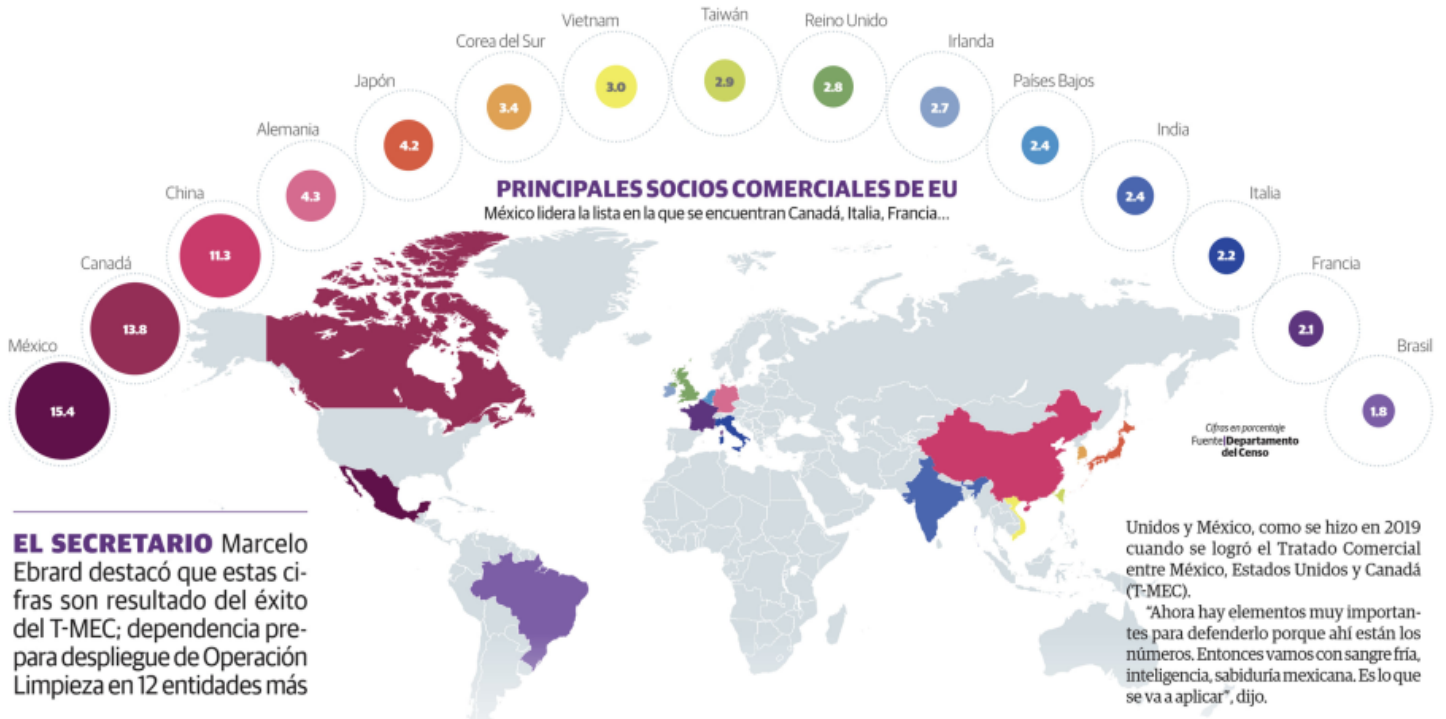 México
15.4
Canadá
13.8
China
11.3
Alemania
4.3
Japón
4.2
Corea del Sur
3.4
Vietnam
3.0
Taiwán
2.9
Reino Unido
2.8
Irlanda
2.7
Países Bajos
2.4
India
2.4
Italia
2.2
Francia
2.1
Brasil
1.8
PRINCIPALES SOCIOS COMERCIALES DE EU
México lidera la lista en la que se encuentran Canadá, Italia, Francia...
Cifras en porcentaje
Fuente|Departamento
del Censo
EL SECRETARIO Marcelo
Ebrard destacó que estas ci-
fras son resultado del éxito
del T-MEC; dependencia pre-
para despliegue de Operación
Limpieza en 12 entidades más
Unidos y México, como se hizo en 2019
cuando se logró el Tratado Comercial
entre México, Estados Unidos y Canadá
(T-MEC).
"Ahora hay elementos muy importan-
tes para defenderlo porque ahí están los
números. Entonces vamos con sangre fría,
inteligencia, sabiduría mexicana. Es lo que
se va a aplicar", dijo.